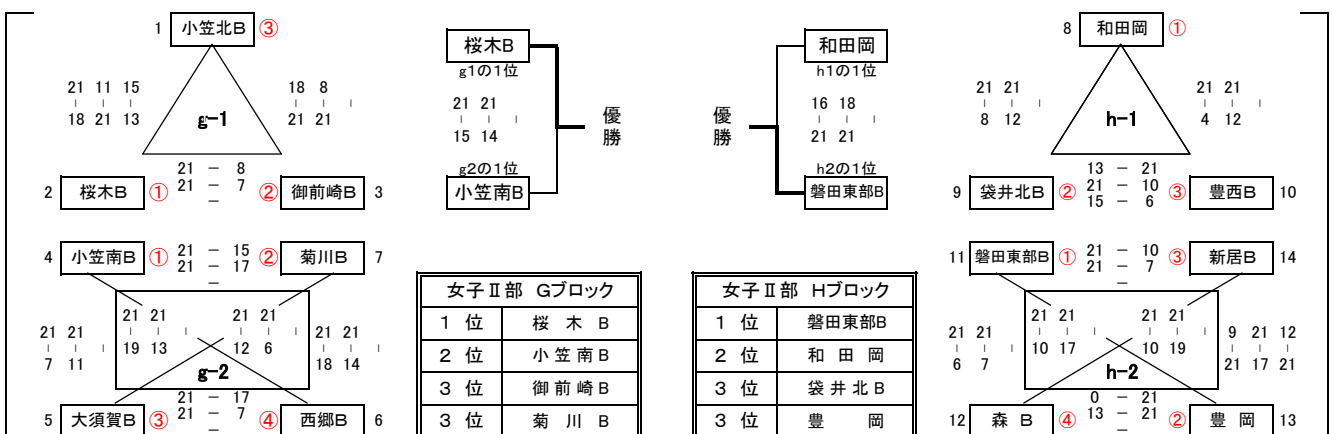 1 小笠北B ③
21 11 15
18 21 13
18 8
21 21
g-1
21 － 8
21 － 7
－
2 桜木B ① ② 御前崎B 3
4 小笠南B ① 21 － 15 ② 菊川B 7
21 － 17
－
21 21
7 11
21 21
19 13
21 21
12 6
21 21
18 14
g-2
21 － 17
21 － 7
－
5 大須賀B ③ ④ 西郷B 6
桜木B
g1の1位
21 21
15 14
優勝
g2の1位
小笠南B
女子Ⅱ部 Gブロック
1 位 桜 木 B
2 位 小 笠 南 B
3 位 御 前 崎 B
3 位 菊 川 B
和田岡
h1の1位
16 18
21 21
優勝
h2の1位
磐田東部B
女子Ⅱ部 Hブロック
1 位 磐田東部B
2 位 和 田 岡
3 位 袋 井 北 B
3 位 豊 岡
8 和田岡 ①
21 21
8 12
21 21
4 12
h-1
13 － 21
21 － 10
15 － 6
9 袋井北B ② ③ 豊西B 10
11 磐田東部B ① 21 － 10 ③ 新居B 14
21 － 7
－
21 21
6 7
21 21
10 17
21 21
10 19
9 21 12
21 17 21
h-2
0 － 21
13 － 21
－
12 森 B ④ ② 豊 岡 13